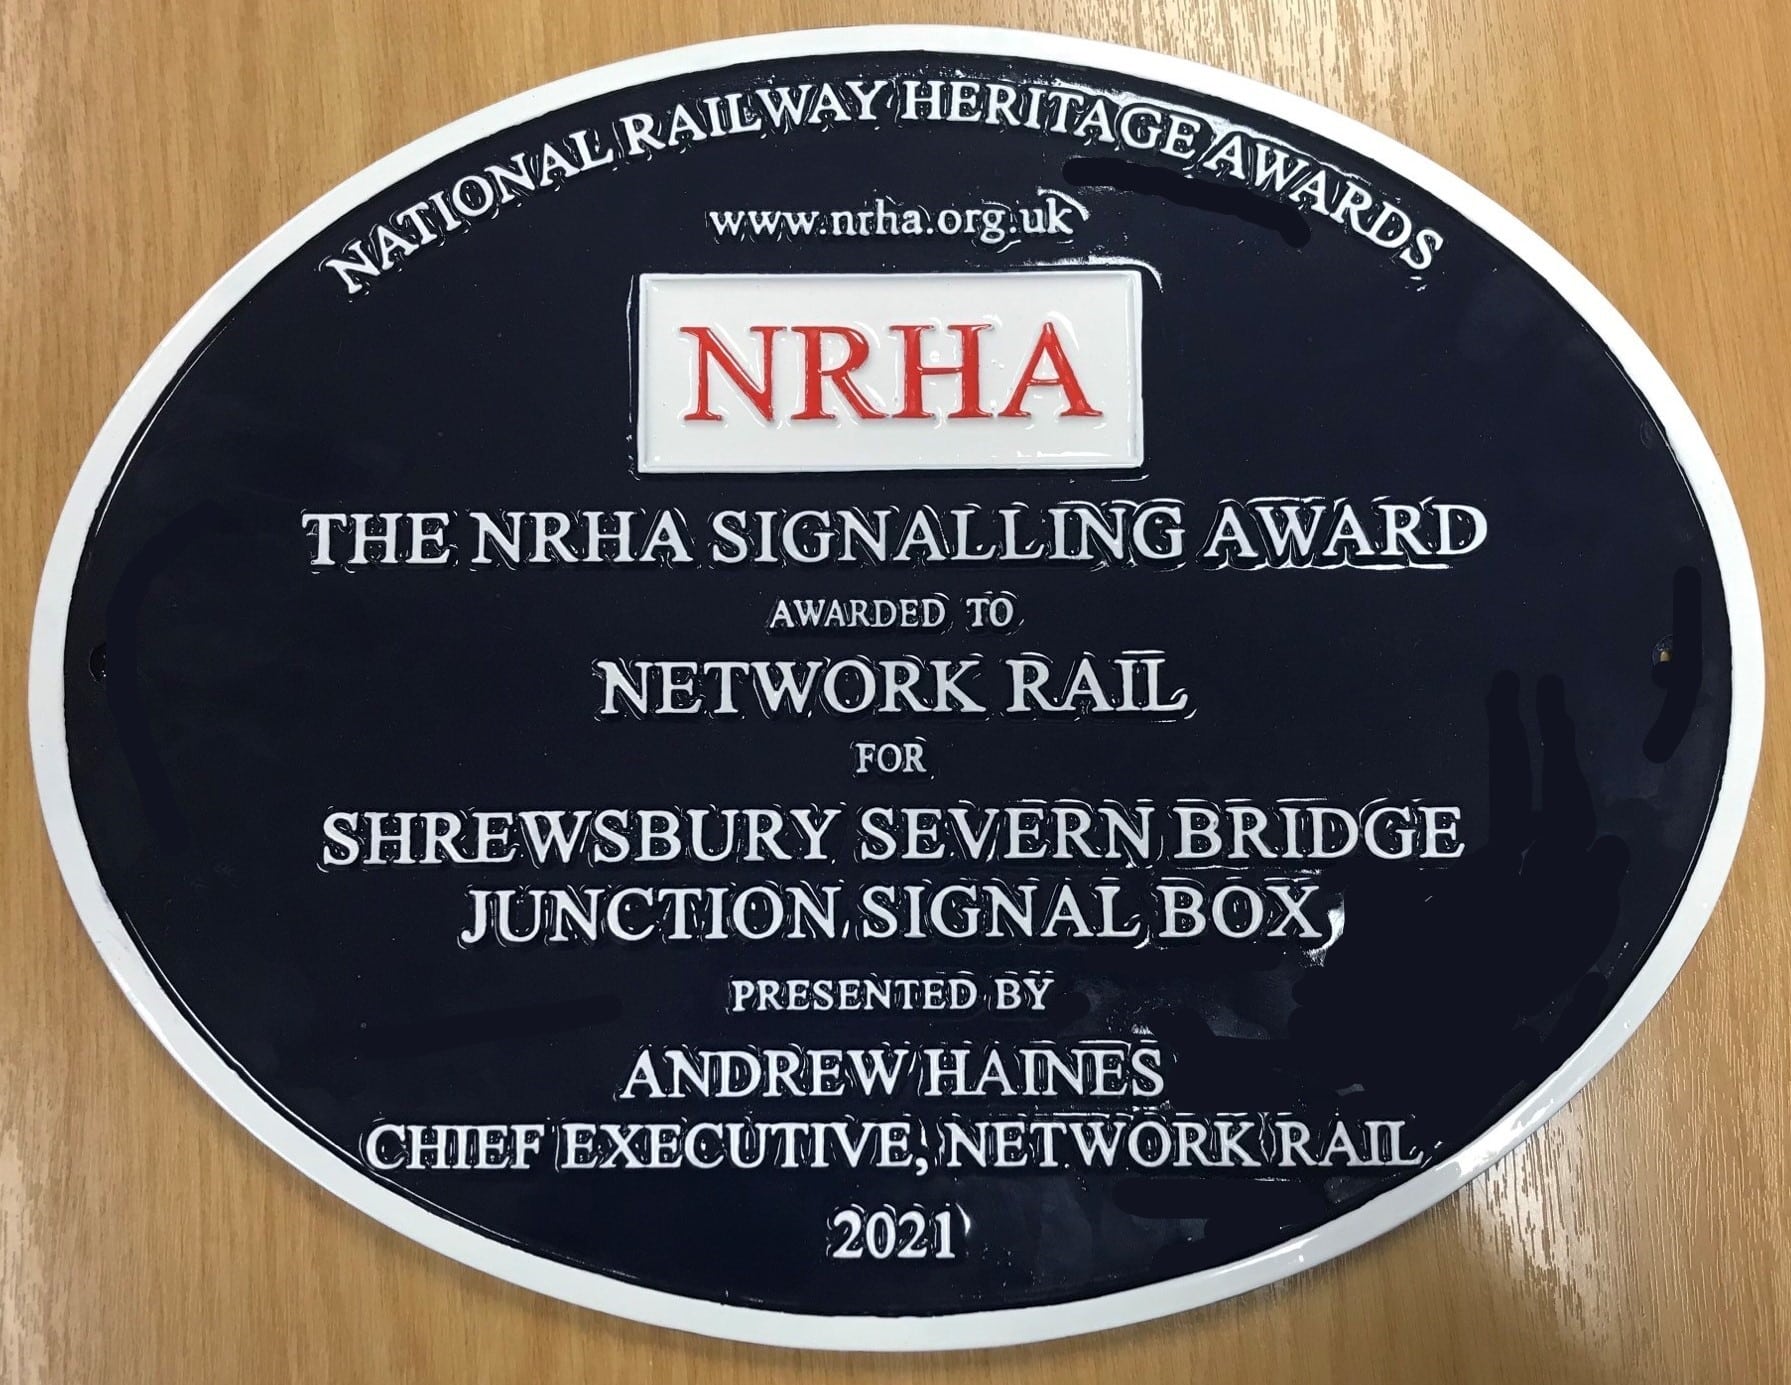 NATIONAL RAILWAY HERITAGE AWARDS
www.nrha.org.uk
NRHA
THE NRHA SIGNALLING AWARD
AWARDED TO
NETWORK RAIL
FOR
SHREWSBURY SEVERN BRIDGE
JUNCTION SIGNAL BOX,
PRESENTED BY
ANDREW HAINES
CHIEF EXECUTIVE, NETWORK RAIL
2021